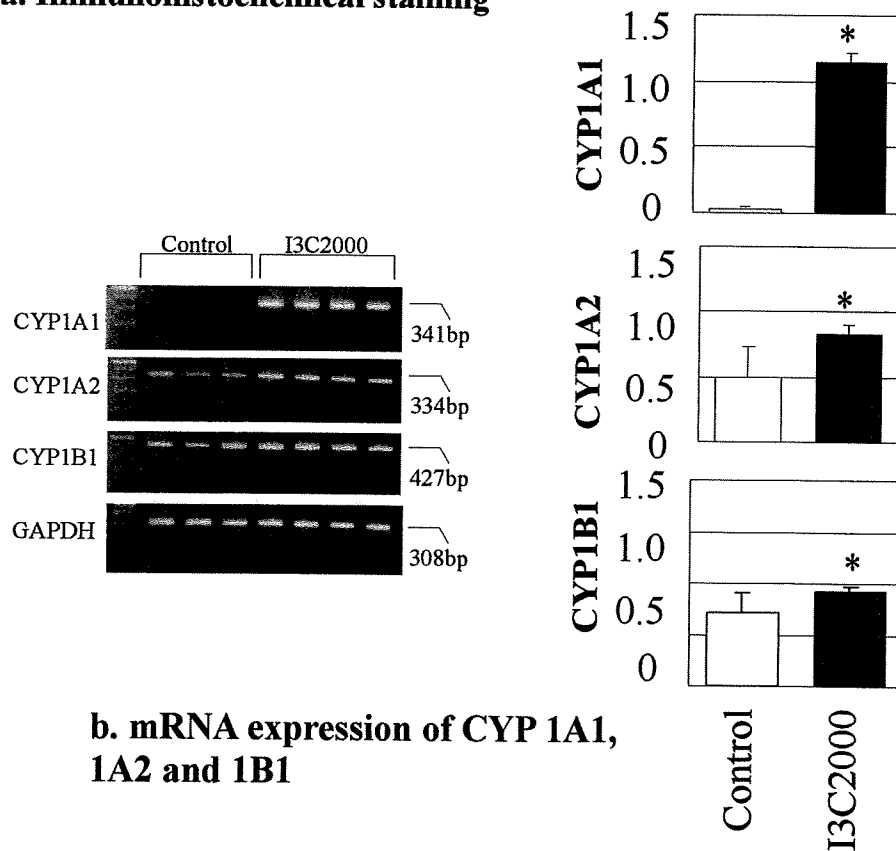 a. Immunohistochemical staining
Control I3C2000
CYP1A1 341bp
CYP1A2 334bp
CYP1B1 427bp
GAPDH 308bp
b. mRNA expression of CYP 1A1,
1A2 and 1B1
CYP1A1
1.5
1.0
0.5
0
*
CYP1A2
1.5
1.0
0.5
0
*
CYP1B1
1.5
1.0
0.5
0
*
Control
I3C2000